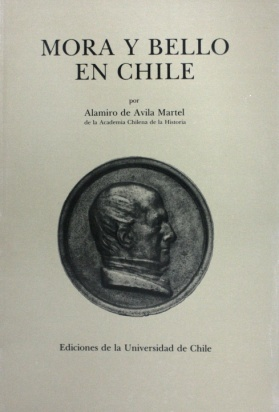 MORA Y BELLO
EN CHILE
por
Alamiro de Avila Martel
de la Academia Chilena de la Historia
Ediciones de la Universidad de Chile